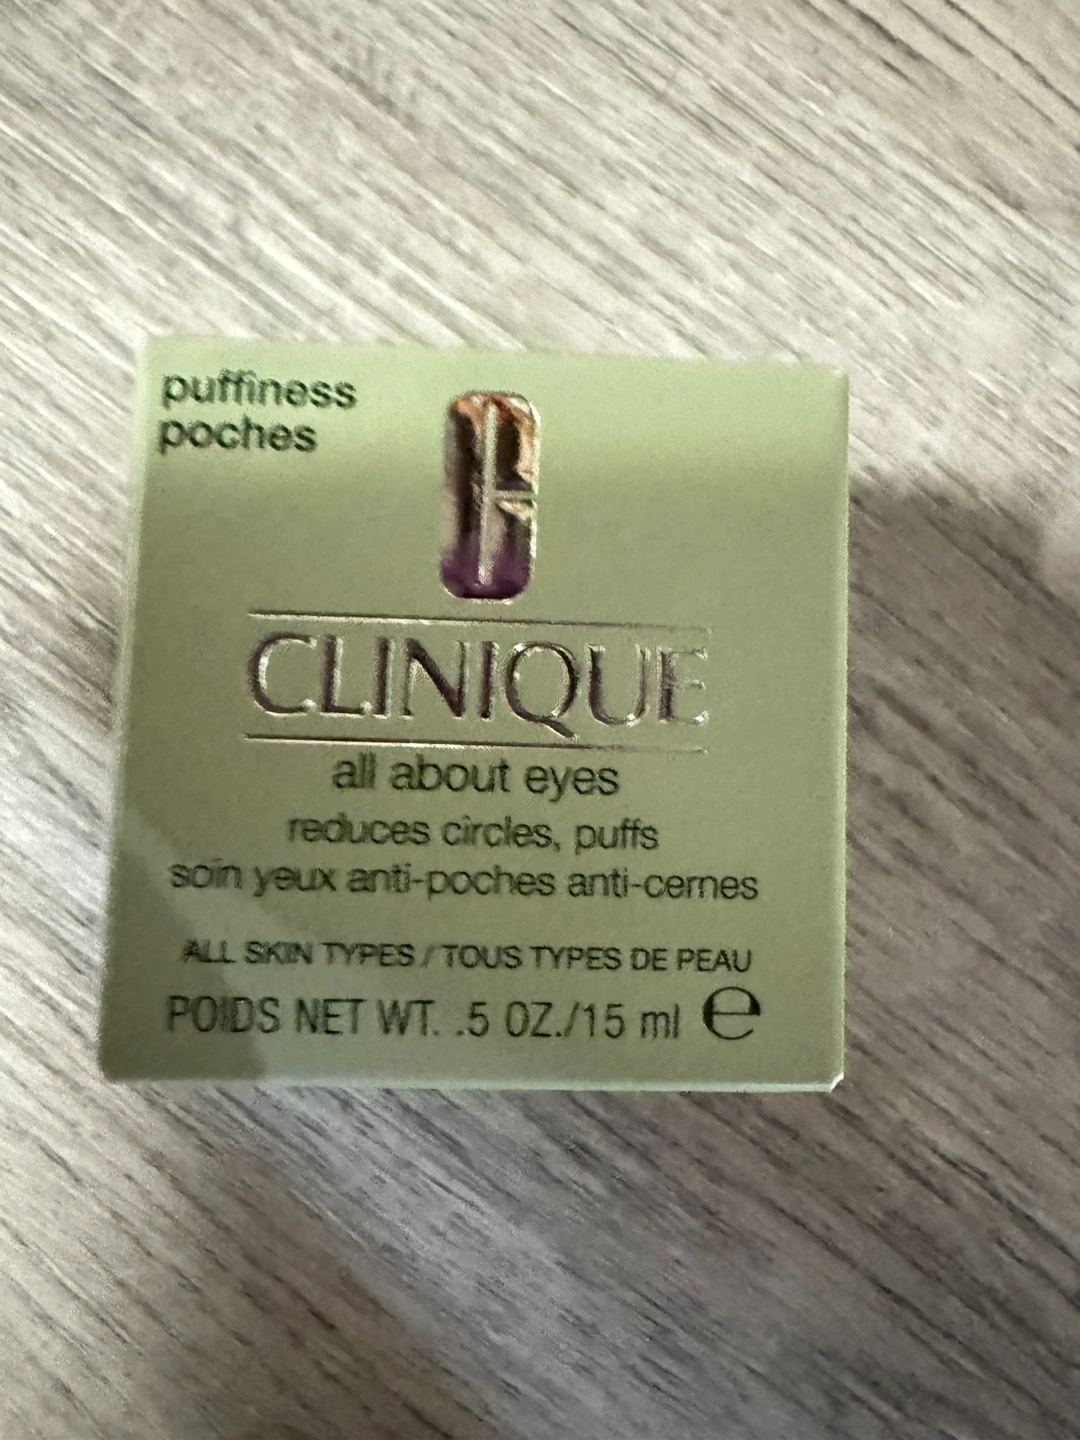 puffiness
poches
CLINIQUE
all about eyes
reduces circles, puffs
soin yeux anti-poches anti-cernes
ALL SKIN TYPES / TOUS TYPES DE PEAU
POIDS NET WT. .5 OZ./15 ml ℮